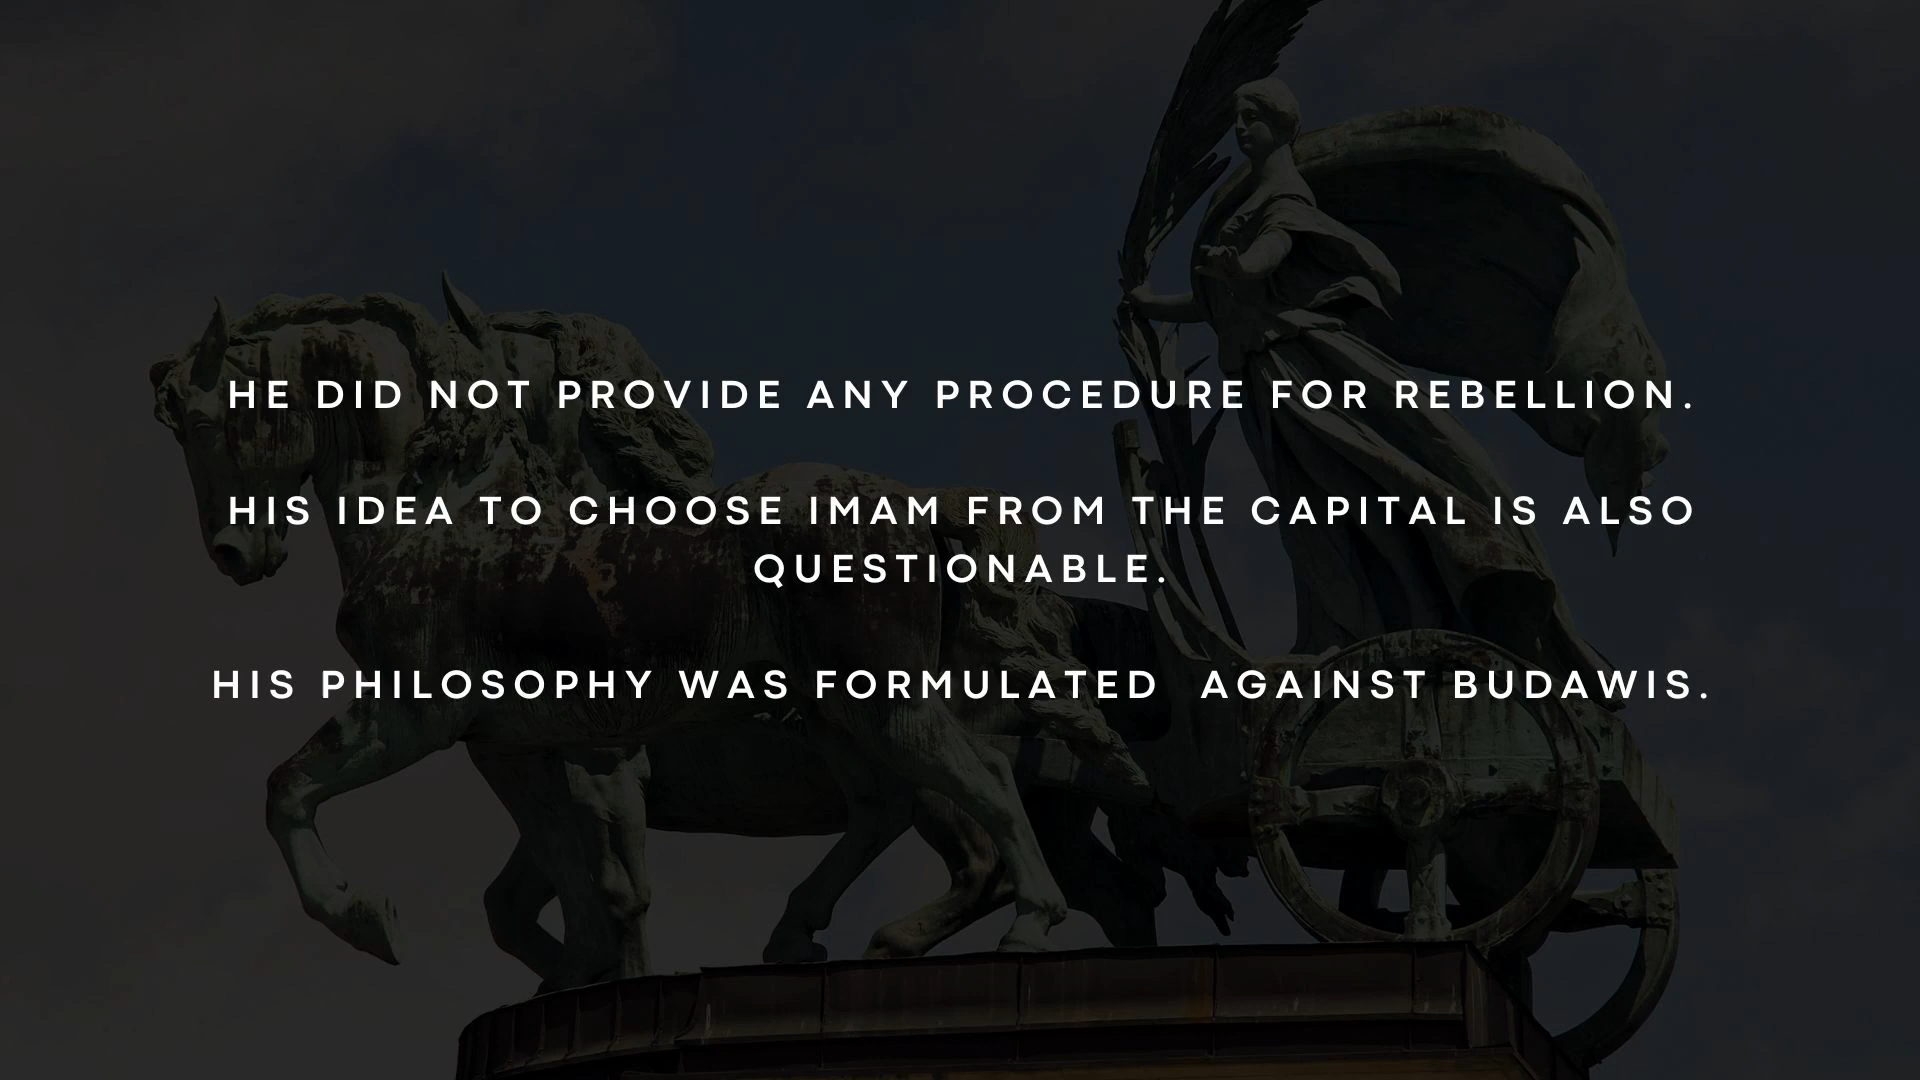 HE DID NOT PROVIDE ANY PROCEDURE FOR REBELLION.
HIS IDEA TO CHOOSE IMAM FROM THE CAPITAL IS ALSO
QUESTIONABLE.
HIS PHILOSOPHY WAS FORMULATED  AGAINST BUDAWIS.